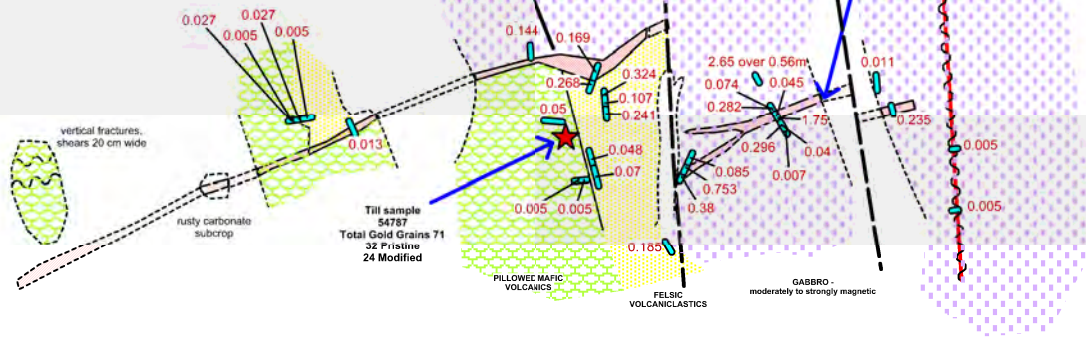 0.027
0.027
0.005
0.005
0.144
0.169
0.268
0.324
0.107
0.241
0.05
2.65 over 0.56m
0.074
0.045
0.011
0.282
1.75
0.235
vertical fractures,
shears 20 cm wide
0.013
0.048
0.07
0.296
0.04
0.005
0.085
0.007
0.753
0.005
0.005
0.38
0.005
rusty carbonate
subcrop
Till sample
54787
Total Gold Grains 71
32 Pristine
24 Modified
0.185
PILLOWED MAFIC
VOLCANICS
FELSIC
VOLCANICLASTICS
GABBRO -
moderately to strongly magnetic